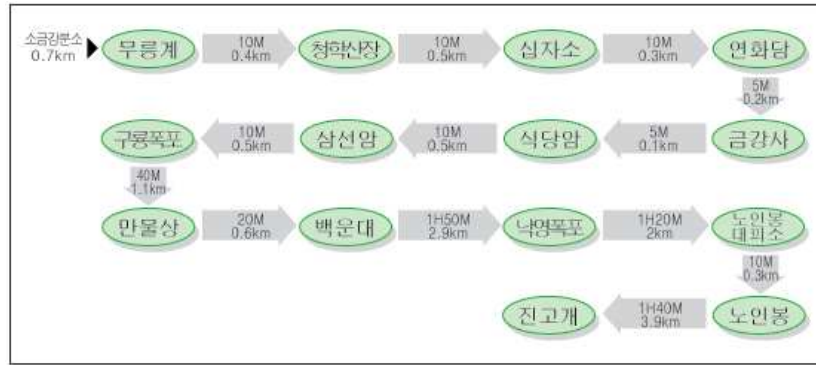 소금강분소
0.7km
무릉계
10M
0.4km
청학산장
10M
0.5km
십자소
10M
0.3km
연화담
5M
0.2km
금강사
5M
0.1km
식당암
10M
0.5km
삼선암
10M
0.5km
구룡폭포
40M
1.1km
만물상
20M
0.6km
백운대
1H50M
2.9km
낙영폭포
1H20M
2km
노인봉
대피소
10M
0.3km
노인봉
1H40M
3.9km
진고개